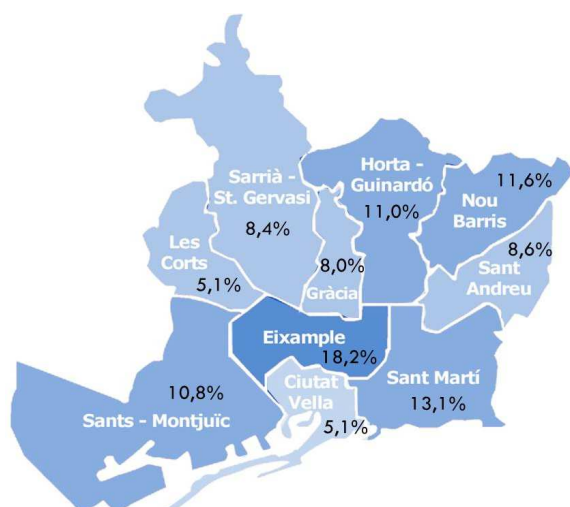 Sarrià -
St. Gervasi
8,4%
Horta -
Guinardó
11,0%
11,6%
Nou
Barris
Les
Corts
5,1%
8,0%
Gràcia
8,6%
Sant
Andreu
Eixample
18,2%
10,8%
Sants - Montjuïc
Ciutat
Vella
5,1%
Sant Martí
13,1%